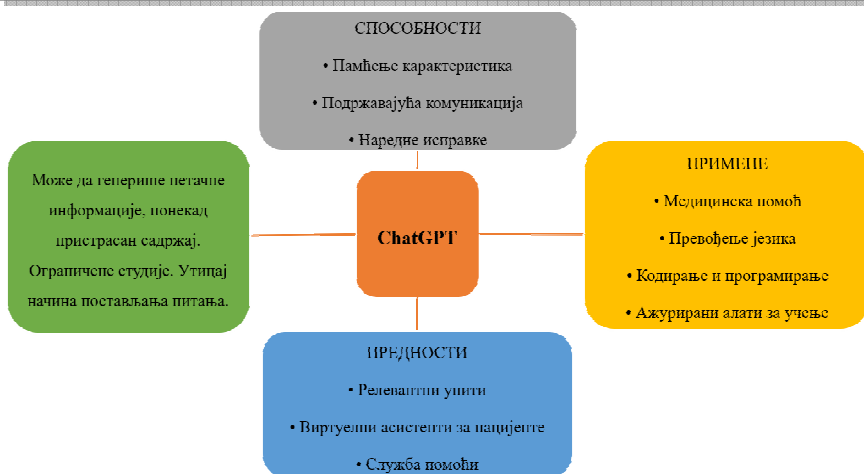 СПОСОБНОСТИ
• Памћење карактеристика
• Подржавајућа комуникација
• Наредне исправке
Може да генерише нетачне
информације, понекад
пристрасан садржај.
Ограничене студије. Утицај
начина постављања питања.
ChatGPT
ПРИМЕНЕ
• Медицинска помоћ
• Превођење језика
• Кодирање и програмирање
• Ажурирани алати за учење
ПРЕДНОСТИ
• Релевантни упити
• Виртуелни асистенти за пацијенте
• Служба помоћи